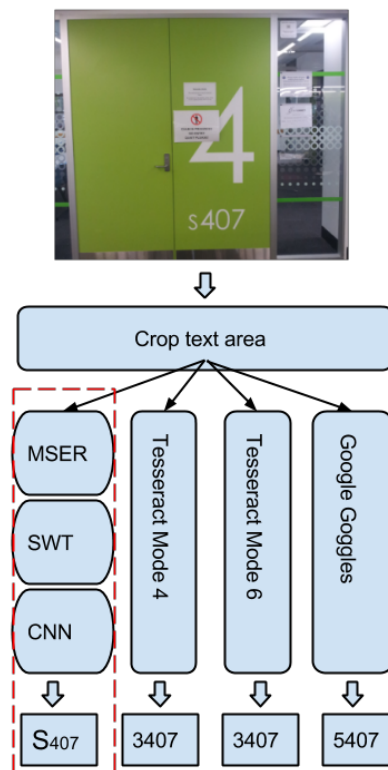 4
S407
Crop text area
MSER
SWT
CNN
Tesseract Mode 4
Tesseract Mode 6
Google Goggles
S407
3407
3407
5407